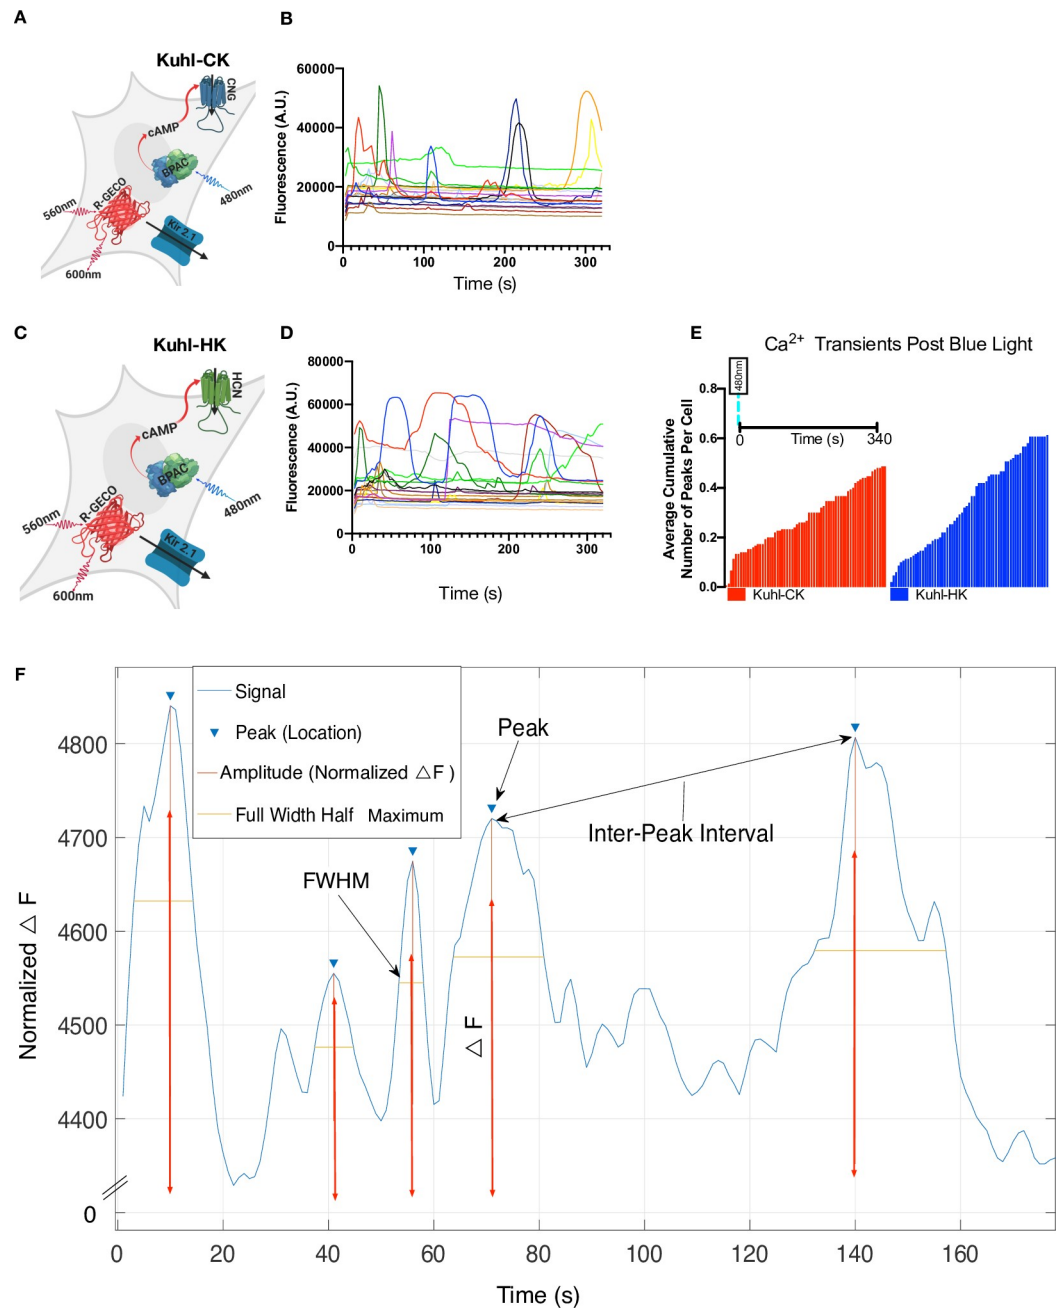 A
Kuhl-CK
CNG
cAMP
BPAC
R-GECO
560nm
480nm
Kir 2.1
600nm
B
Fluorescence (A.U.)
60000
40000
20000
0
0 100 200 300
Time (s)
C
Kuhl-HK
HCN
cAMP
BPAC
R-GECO
560nm
480nm
Kir 2.1
600nm
D
Fluorescence (A.U.)
80000
60000
40000
20000
0
0 100 200 300
Time (s)
E
Ca2+ Transients Post Blue Light
480nm
0 Time (s) 340
Average Cumulative
Number of Peaks Per Cell
0.8
0.6
0.4
0.2
0.0
Kuhl-CK Kuhl-HK
F
Signal
Peak (Location)
Amplitude (Normalized △ F )
Full Width Half Maximum
Peak
Inter-Peak Interval
FWHM
△ F
Normalized △ F
4800
4700
4600
4500
4400
0
0 20 40 60 80 100 120 140 160
Time (s)